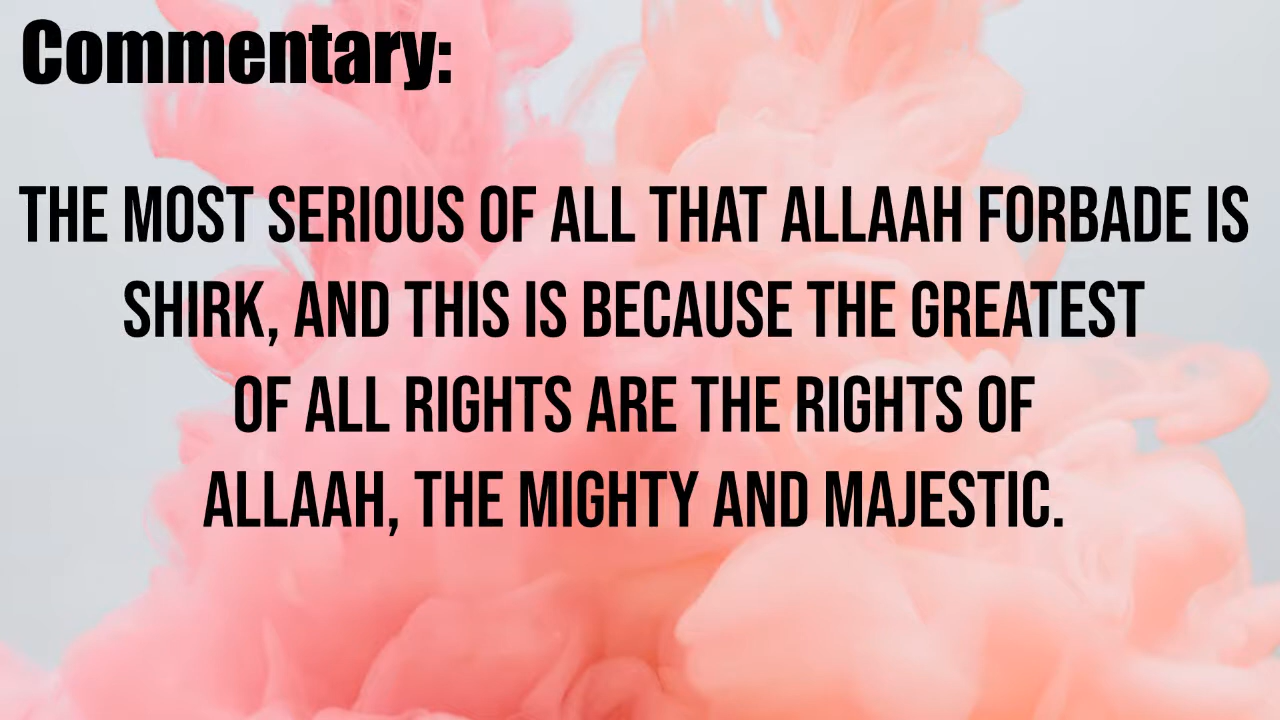 Commentary:
THE MOST SERIOUS OF ALL THAT ALLAAH FORBADE IS
SHIRK, AND THIS IS BECAUSE THE GREATEST
OF ALL RIGHTS ARE THE RIGHTS OF
ALLAAH, THE MIGHTY AND MAJESTIC.